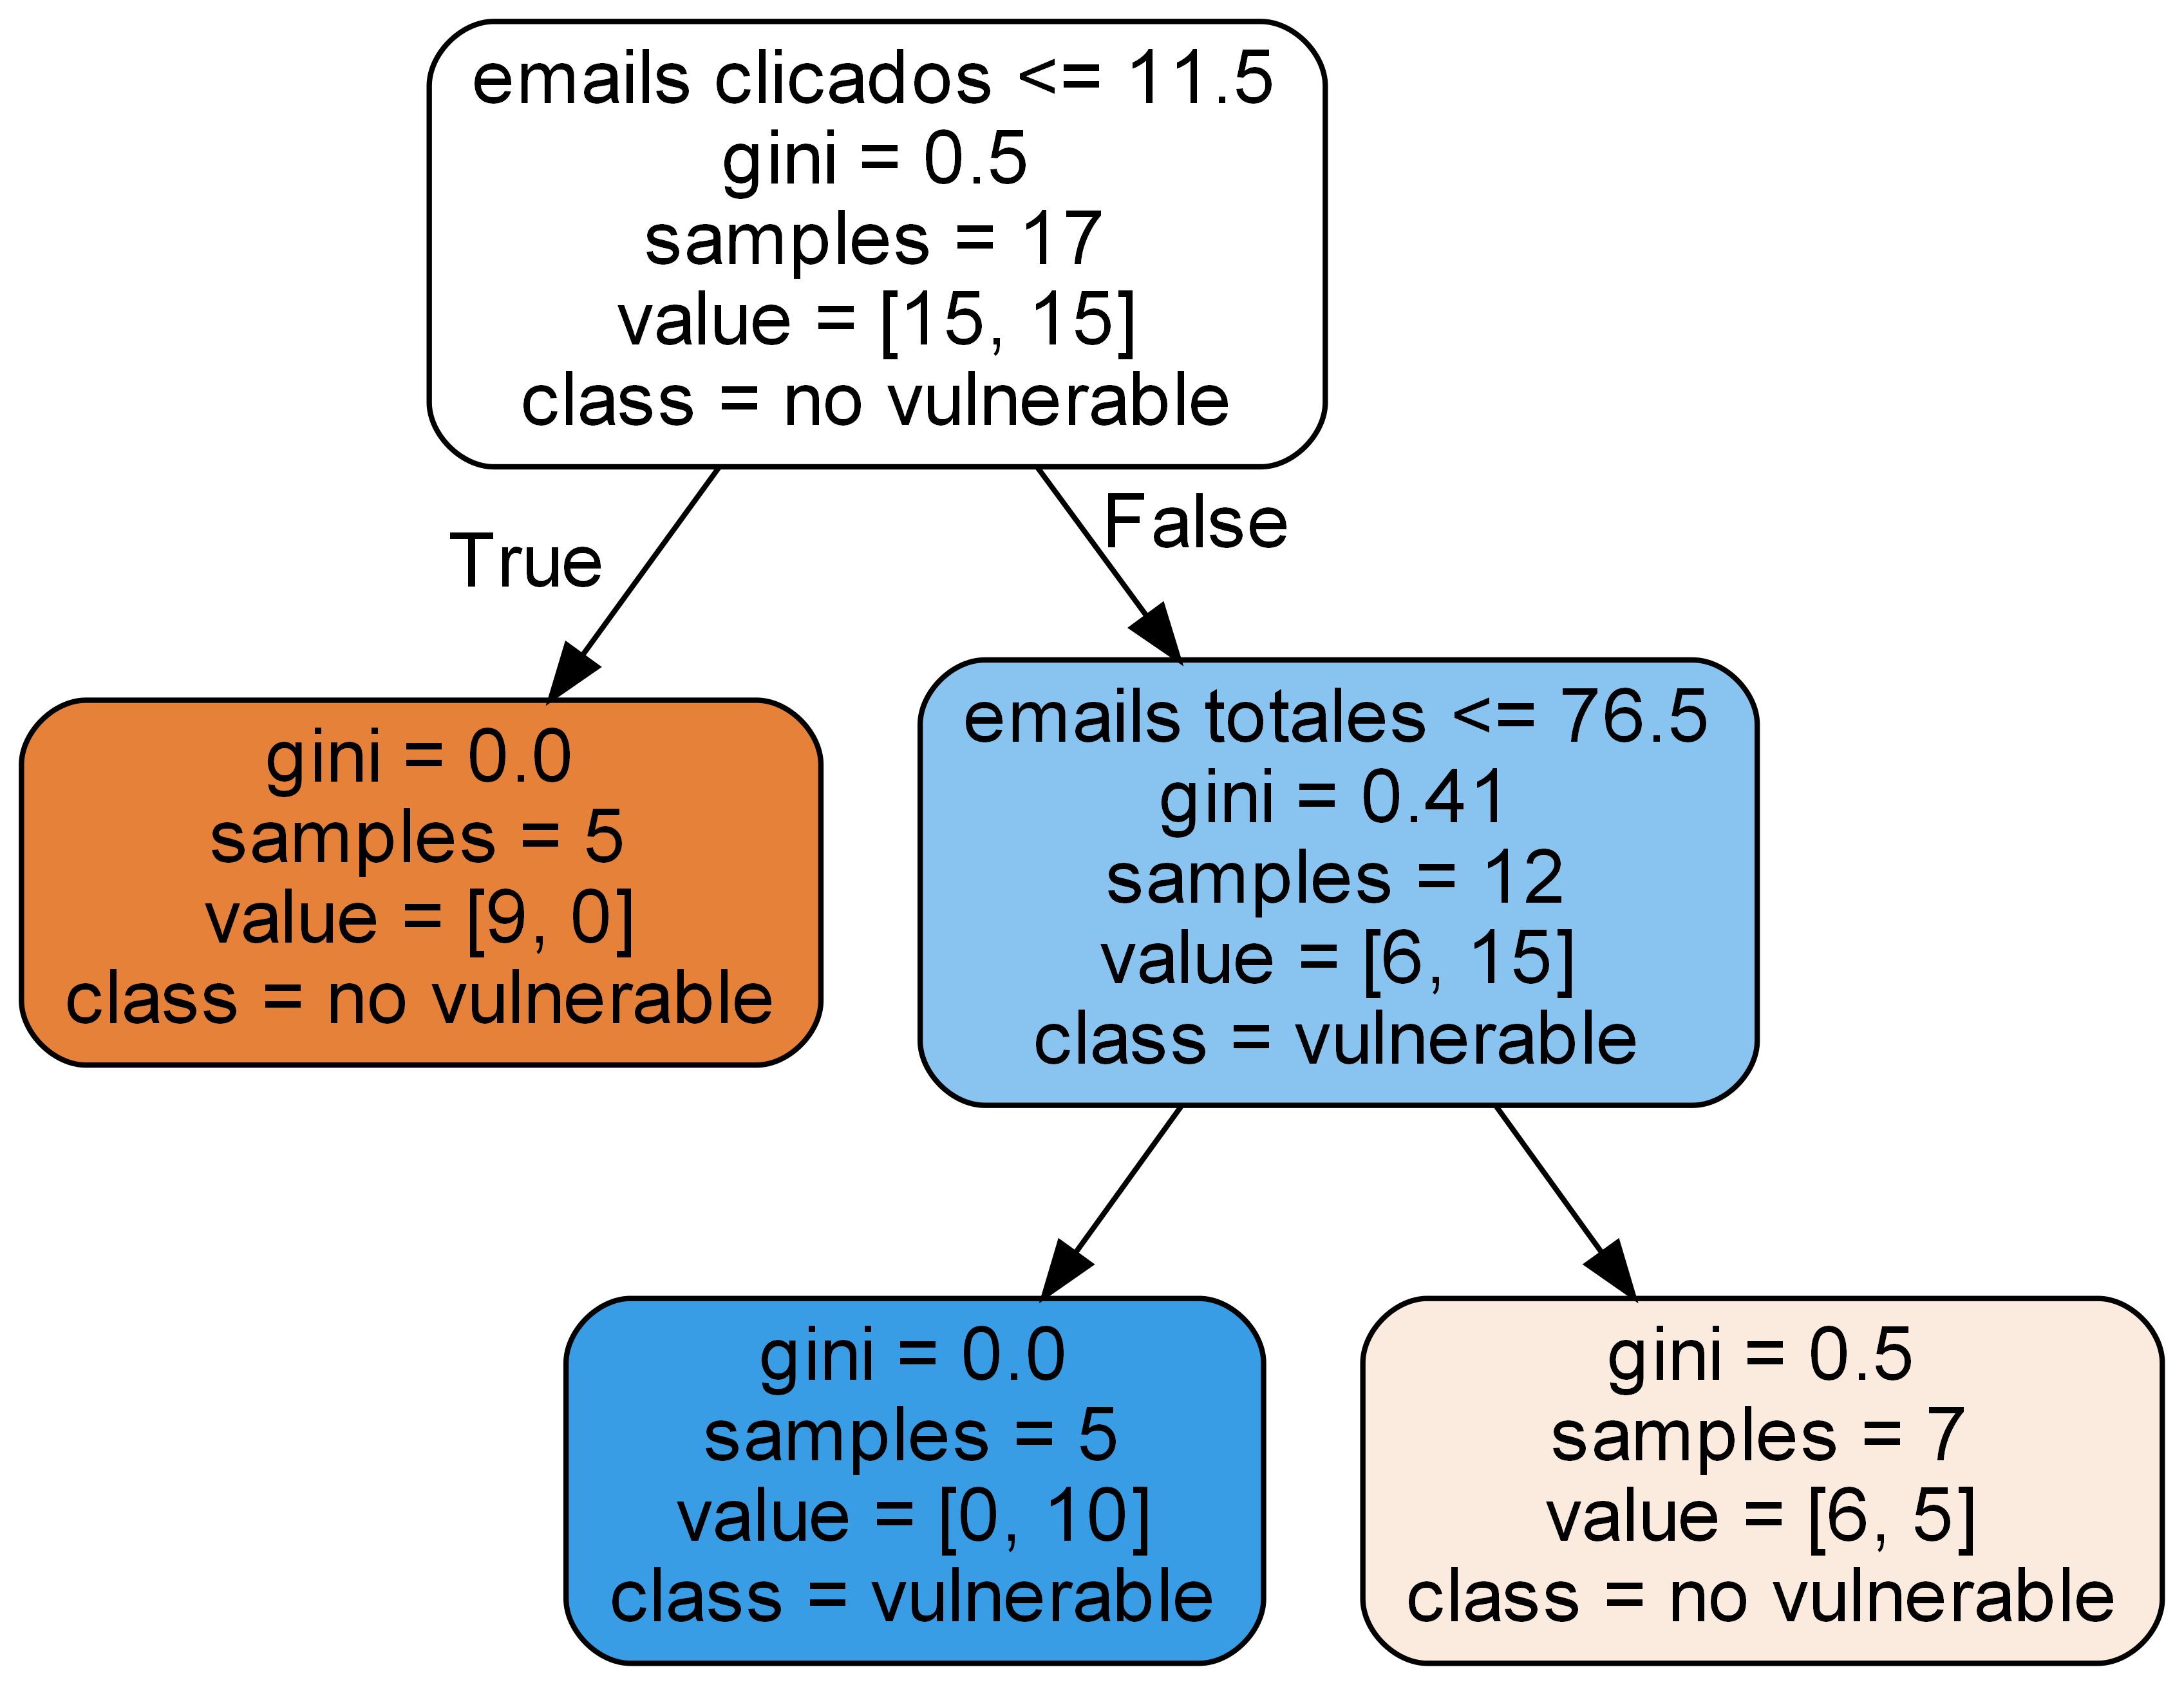 emails clicados <= 11.5
gini = 0.5
samples = 17
value = [15, 15]
class = no vulnerable
True
False
gini = 0.0
samples = 5
value = [9, 0]
class = no vulnerable
emails totales <= 76.5
gini = 0.41
samples = 12
value = [6, 15]
class = vulnerable
gini = 0.0
samples = 5
value = [0, 10]
class = vulnerable
gini = 0.5
samples = 7
value = [6, 5]
class = no vulnerable